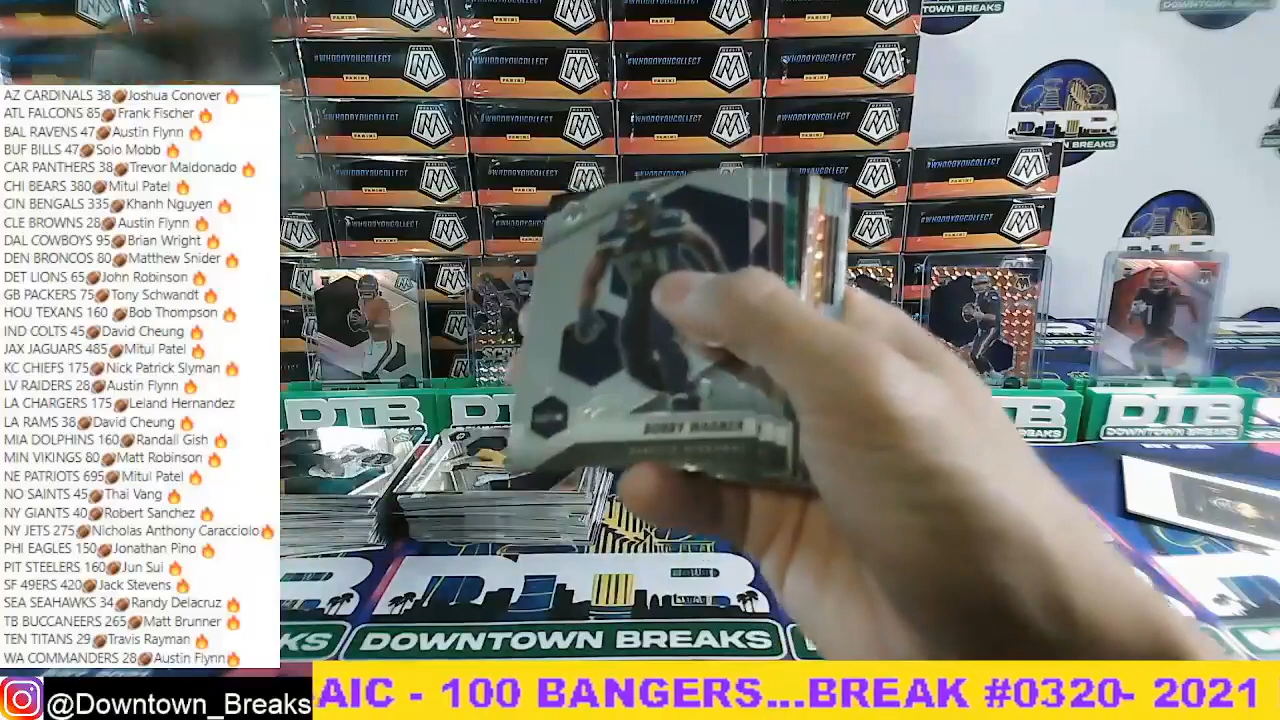 AZ CARDINALS 38🏈Joshua Conover 🔥
ATL FALCONS 85🏈Frank Fischer 🔥
BAL RAVENS 47🏈Austin Flynn 🔥
BUF BILLS 47🏈Solo Mobb 🔥
CAR PANTHERS 38🏈Trevor Maldonado 🔥
CHI BEARS 380🏈Mitul Patel 🔥
CIN BENGALS 335🏈Khanh Nguyen 🔥
CLE BROWNS 28🏈Austin Flynn 🔥
DAL COWBOYS 95🏈Brian Wright 🔥
DEN BRONCOS 80🏈Matthew Snider 🔥
DET LIONS 65🏈John Robinson 🔥
GB PACKERS 75🏈Tony Schwandt 🔥
HOU TEXANS 160 🏈Bob Thompson 🔥
IND COLTS 45🏈David Cheung 🔥
JAX JAGUARS 485🏈Mitul Patel 🔥
KC CHIEFS 175🏈Nick Patrick Slyman 🔥
LV RAIDERS 28🏈Austin Flynn 🔥
LA CHARGERS 175🏈Leland Hernandez
LA RAMS 38🏈David Cheung 🔥
MIA DOLPHINS 160🏈Randall Gish 🔥
MIN VIKINGS 80🏈Matt Robinson 🔥
NE PATRIOTS 695🏈Mitul Patel 🔥
NO SAINTS 45🏈Thai Vang 🔥
NY GIANTS 40🏈Robert Sanchez 🔥
NY JETS 275🏈Nicholas Anthony Caracciolo🔥
PHI EAGLES 150🏈Jonathan Pino 🔥
PIT STEELERS 160🏈Jun Sui 🔥
SF 49ERS 420🏈Jack Stevens 🔥
SEA SEAHAWKS 34🏈Randy Delacruz 🔥
TB BUCCANEERS 265🏈Matt Brunner 🔥
TEN TITANS 29🏈Travis Rayman 🔥
WA COMMANDERS 28🏈Austin Flynn🔥
@Downtown_Breaks
AIC - 100 BANGERS...BREAK #0320- 2021
#WHODOYOUCOLLECT
PANINI
BOBBY WAGNER
DTB
DOWNTOWN BREAKS